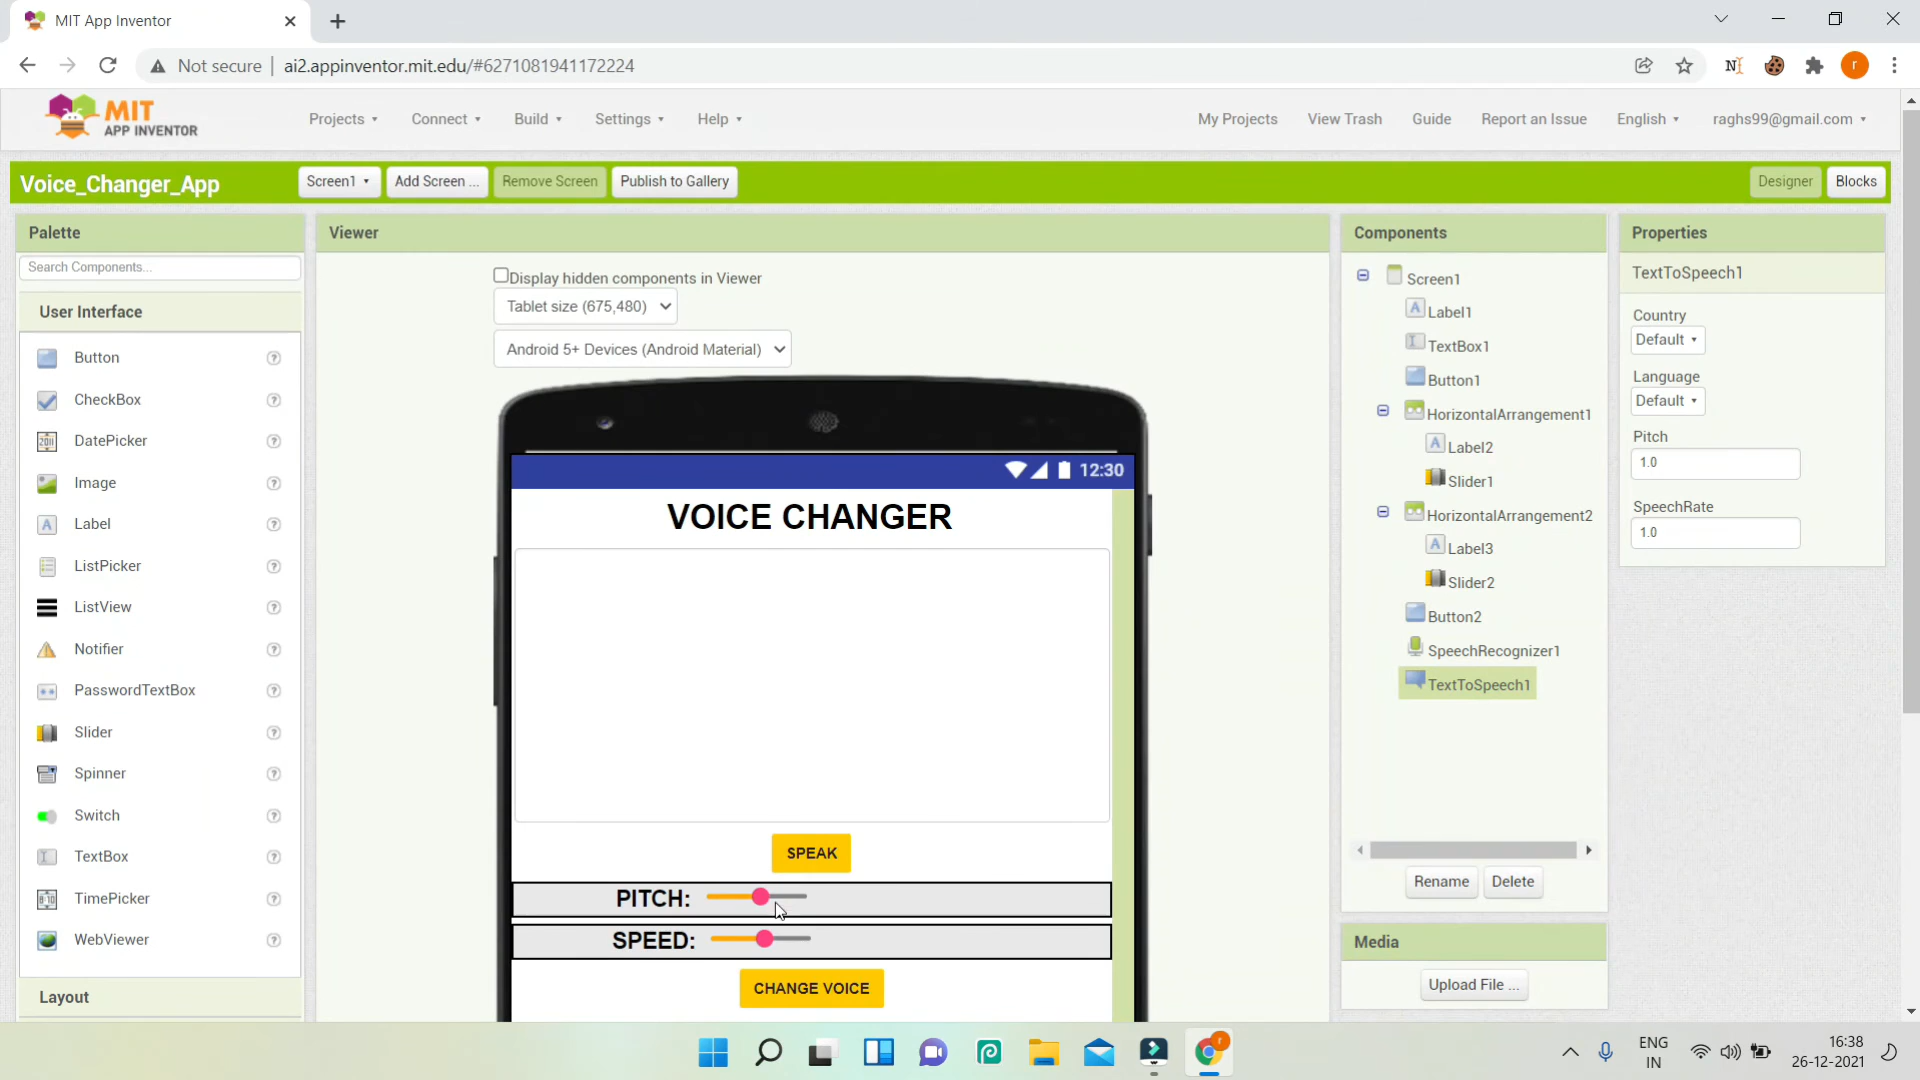 MIT App Inventor
Not secure
ai2.appinventor.mit.edu/#6271081941172224
r
MIT
APP INVENTOR
Projects
Connect
Build
Settings
Help
My Projects
View Trash
Guide
Report an Issue
English
raghs99@gmail.com
Voice_Changer_App
Screen1
Add Screen ...
Remove Screen
Publish to Gallery
Designer
Blocks
Palette
Search Components...
User Interface
Button
CheckBox
DatePicker
Image
Label
ListPicker
ListView
Notifier
PasswordTextBox
Slider
Spinner
Switch
TextBox
TimePicker
WebViewer
Layout
Viewer
Display hidden components in Viewer
Tablet size (675,480)
Android 5+ Devices (Android Material)
12:30
VOICE CHANGER
SPEAK
PITCH:
SPEED:
CHANGE VOICE
Components
Screen1
Label1
TextBox1
Button1
HorizontalArrangement1
Label2
Slider1
HorizontalArrangement2
Label3
Slider2
Button2
SpeechRecognizer1
TextToSpeech1
Rename
Delete
Media
Upload File ...
Properties
TextToSpeech1
Country
Default
Language
Default
Pitch
1.0
SpeechRate
1.0
ENG
IN
16:38
26-12-2021